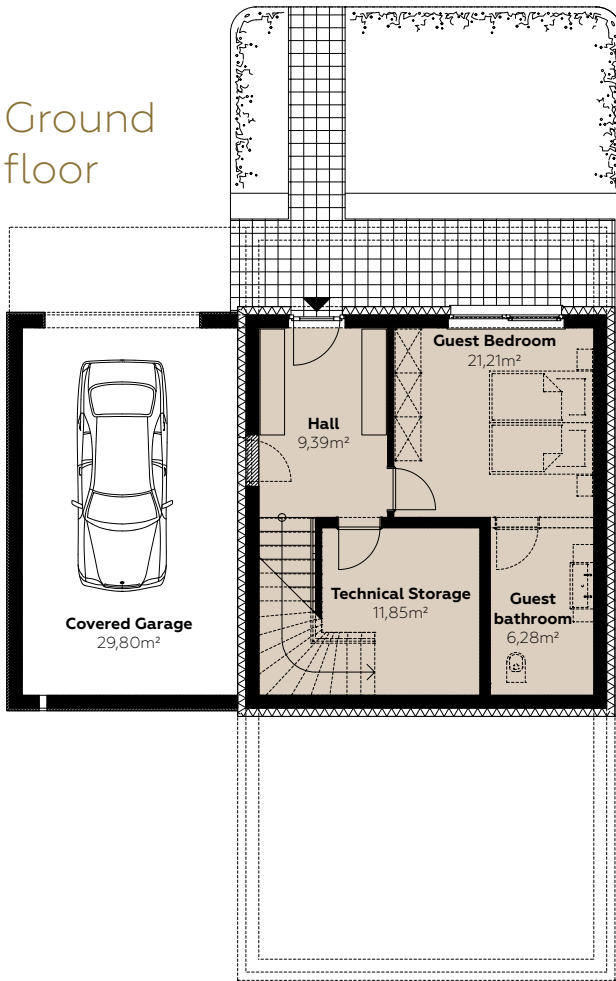 Ground
floor
Guest Bedroom
21,21m²
Hall
9,39m²
Technical Storage
11,85m²
Guest
bathroom
6,28m²
Covered Garage
29,80m²